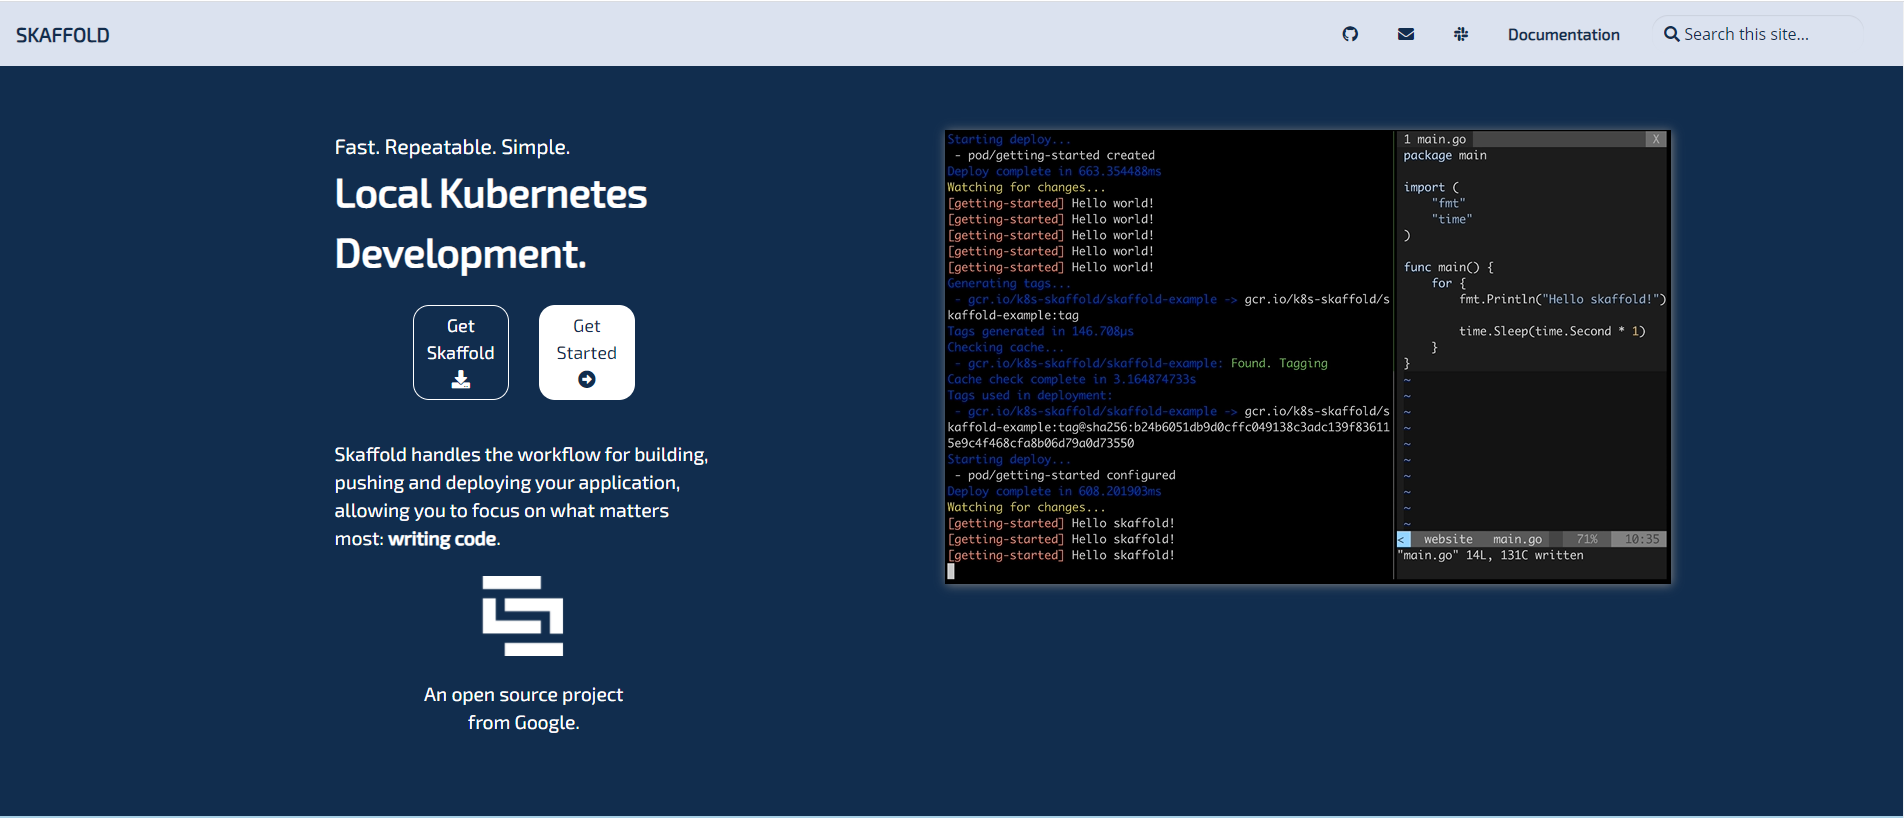 SKAFFOLD
Documentation
Search this site...
Fast. Repeatable. Simple.
Local Kubernetes
Development.
Get
Skaffold
Get
Started
Skaffold handles the workflow for building,
pushing and deploying your application,
allowing you to focus on what matters
most: writing code.
An open source project
from Google.
Starting deploy...
- pod/getting-started created
Deploy complete in 663.354488ms
Watching for changes...
[getting-started] Hello world!
[getting-started] Hello world!
[getting-started] Hello world!
[getting-started] Hello world!
[getting-started] Hello world!
Generating tags...
- gcr.io/k8s-skaffold/skaffold-example -> gcr.io/k8s-skaffold/s
kaffold-example:tag
Tags generated in 146.708µs
Checking cache...
- gcr.io/k8s-skaffold/skaffold-example: Found. Tagging
Cache check complete in 3.164874733s
Tags used in deployment:
- gcr.io/k8s-skaffold/skaffold-example -> gcr.io/k8s-skaffold/s
kaffold-example:tag@sha256:b24b6051db9d0cffc049138c3adc139f83611
5e9c4f468cfa8b06d79a0d73550
Starting deploy...
- pod/getting-started configured
Deploy complete in 608.201903ms
Watching for changes...
[getting-started] Hello skaffold!
[getting-started] Hello skaffold!
[getting-started] Hello skaffold!
1 main.go X
package main
import (
"fmt"
"time"
)
func main() {
for {
fmt.Println("Hello skaffold!")
time.Sleep(time.Second * 1)
}
}
~
~
~
~
~
~
~
~
~
~
< website main.go 71% 10:35
"main.go" 14L, 131C written